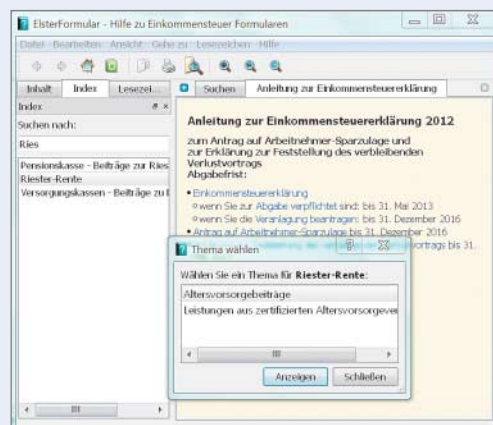 ElsterFormular - Hilfe zu Einkommensteuer Formularen
Datei Bearbeiten Ansicht Gehe zu Lesezeichen Hilfe
Inhalt Index Lesezei... Suchen Anleitung zur Einkommensteuererklärung
Index
Suchen nach:
Ries
Pensionskasse - Beiträge zur Ries
Riester-Rente
Versorgungskassen - Beiträge zu
Anleitung zur Einkommensteuererklärung 2012
zum Antrag auf Arbeitnehmer-Sparzulage und
zur Erklärung zur Feststellung des verbleibenden
Verlustvortrags
Abgabefrist:
• Einkommensteuererklärung
wenn Sie zur Abgabe verpflichtet sind: bis 31. Mai 2013
wenn Sie die Veranlagung beantragen: bis 31. Dezember 2016
• Antrag auf Arbeitnehmer-Sparzulage bis 31. Dezember 2016
vortrags bis 31.
Thema wählen
Wählen Sie ein Thema für Riester-Rente:
Altersvorsorgebeiträge
Leistungen aus zertifizierten Altersvorsorgever
Anzeigen Schließen